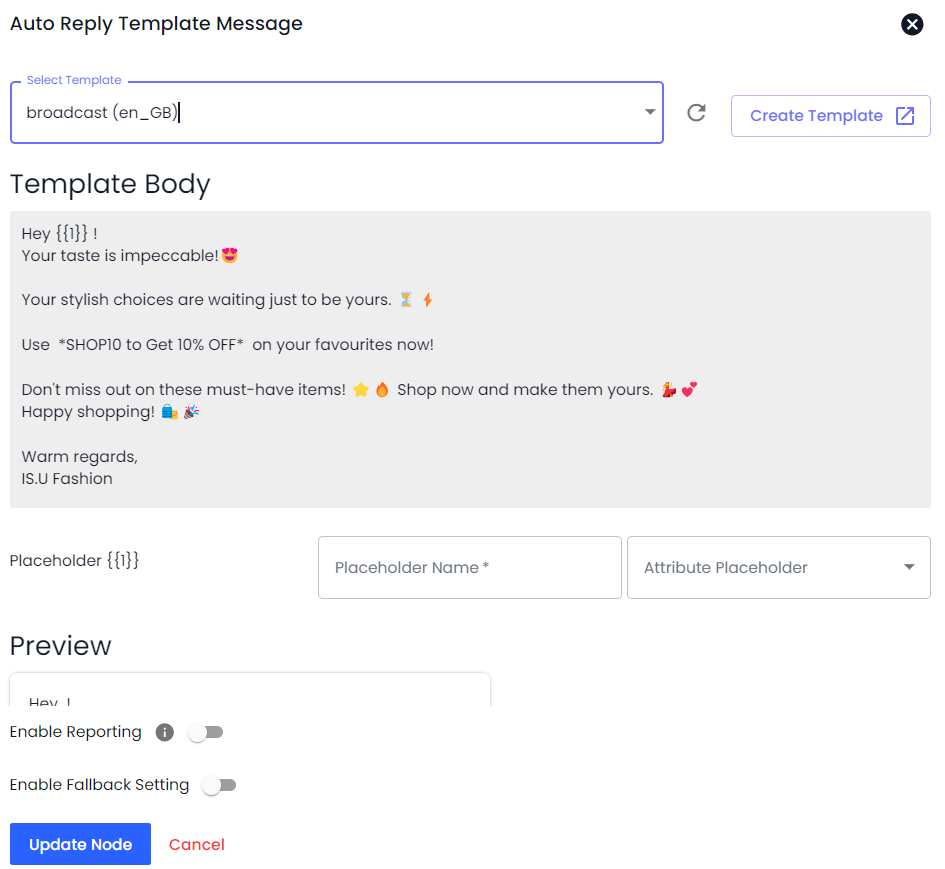 Auto Reply Template Message
Select Template
broadcast (en_GB)
Create Template
Template Body
Hey {{1}} !
Your taste is impeccable!😍
Your stylish choices are waiting just to be yours. ⏳⚡
Use *SHOP10 to Get 10% OFF* on your favourites now!
Don't miss out on these must-have items! ⭐🔥 Shop now and make them yours. 💃💕
Happy shopping! 🛍️🎉
Warm regards,
IS.U Fashion
Placeholder {{1}}
Placeholder Name *
Attribute Placeholder
Preview
Hey !
Enable Reporting
Enable Fallback Setting
Update Node
Cancel